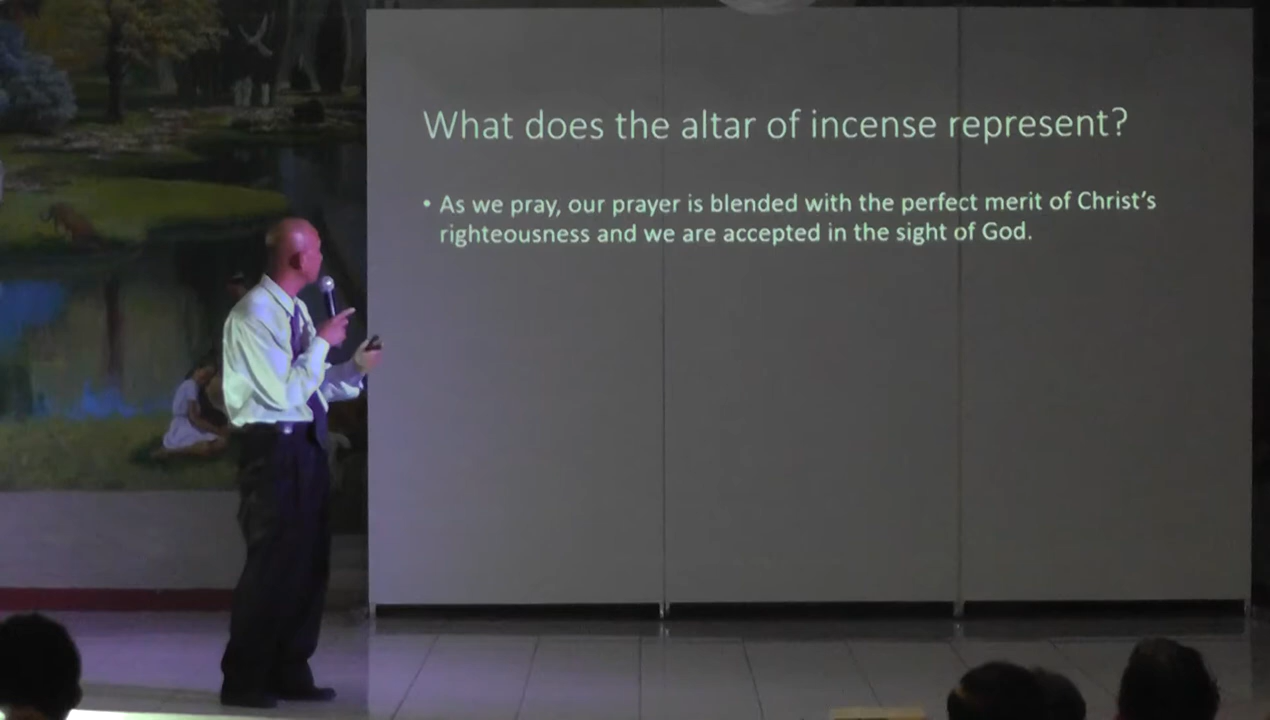 What does the altar of incense represent?
• As we pray, our prayer is blended with the perfect merit of Christ's
righteousness and we are accepted in the sight of God.